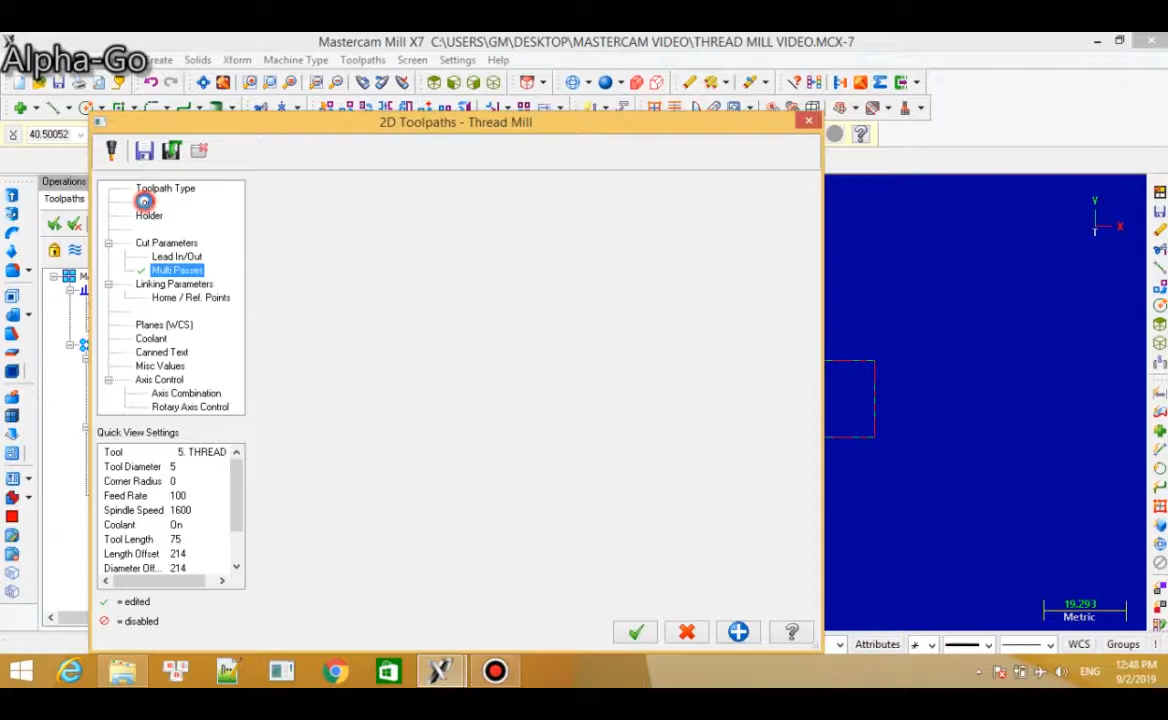 Alpha-Go
Mastercam Mill X7 C:\USERS\GM\DESKTOP\MASTERCAM VIDEO\THREAD MILL VIDEO.MCX-7
Solids Xform Machine Type Toolpaths Screen Settings Help
40.50052
2D Toolpaths - Thread Mill
Operations
Toolpaths
Toolpath Type
Holder
Cut Parameters
Lead In/Out
Multi Passes
Linking Parameters
Home / Ref. Points
Planes (WCS)
Coolant
Canned Text
Misc Values
Axis Control
Axis Combination
Rotary Axis Control
Quick View Settings
Tool 5. THREAD
Tool Diameter 5
Corner Radius 0
Feed Rate 100
Spindle Speed 1600
Coolant On
Tool Length 75
Length Offset 214
Diameter Off... 214
= edited
= disabled
Y
X
T
19.293
Metric
Attributes WCS Groups
ENG
12:48 PM
9/2/2019